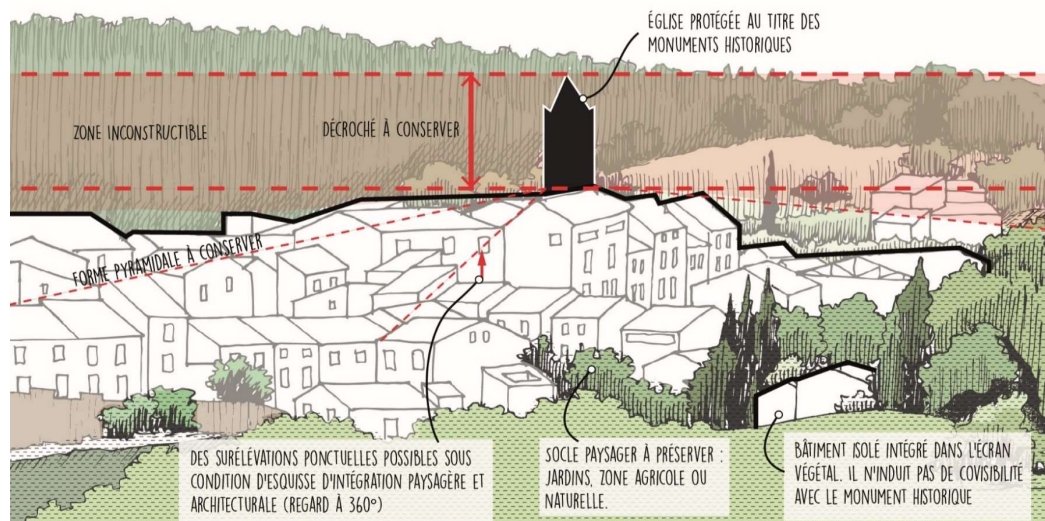 ÉGLISE PROTÉGÉE AU TITRE DES
MONUMENTS HISTORIQUES
ZONE INCONSTRUCTIBLE
DÉCROCHÉ À CONSERVER
FORME PYRAMIDALE À CONSERVER
DES SURÉLÉVATIONS PONCTUELLES POSSIBLES SOUS
CONDITION D'ESQUISSE D'INTÉGRATION PAYSAGÈRE ET
ARCHITECTURALE (REGARD À 360°)
SOCLE PAYSAGER À PRÉSERVER :
JARDINS, ZONE AGRICOLE OU
NATURELLE.
BÂTIMENT ISOLÉ INTÉGRÉ DANS L'ÉCRAN
VÉGÉTAL. IL N'INDUIT PAS DE COVISIBILITÉ
AVEC LE MONUMENT HISTORIQUE